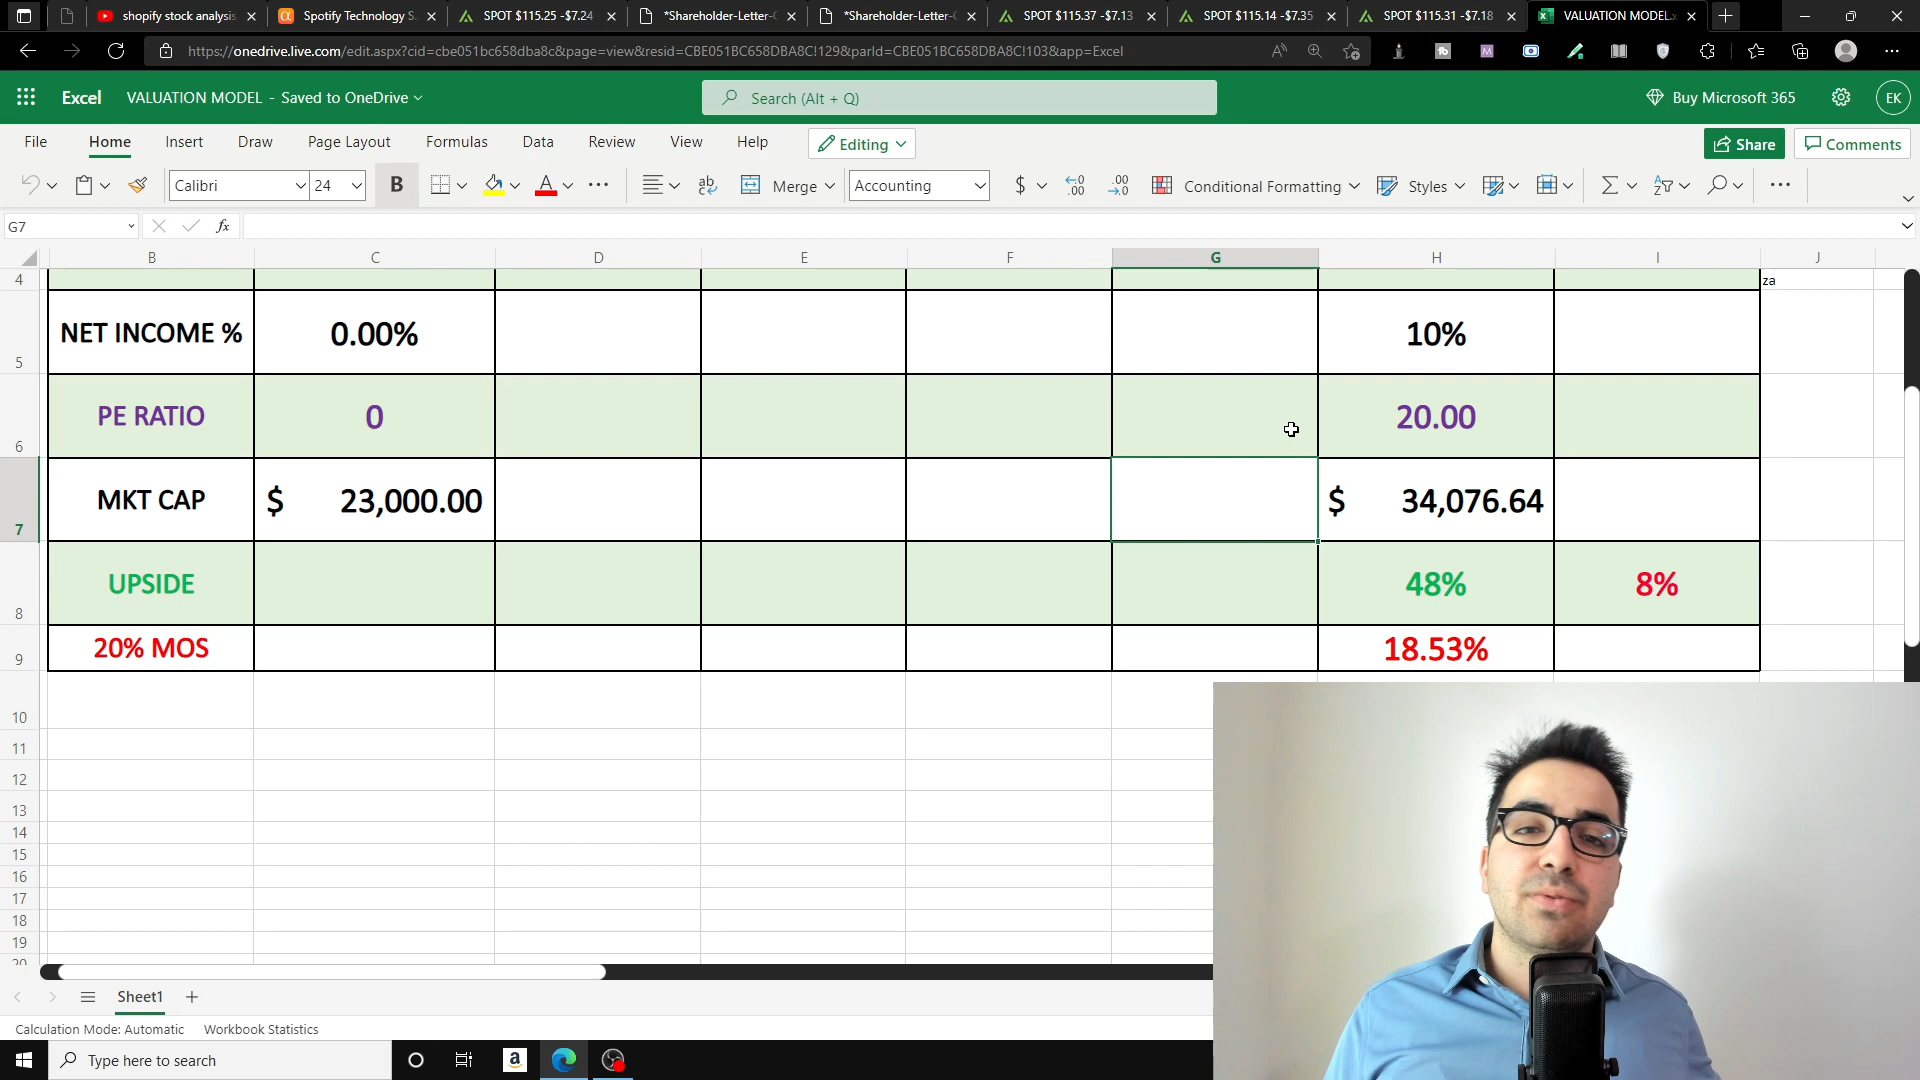 shopify stock analysis
Spotify Technology S.
SPOT $115.25 -$7.24
*Shareholder-Letter-
*Shareholder-Letter-
SPOT $115.37 -$7.13
SPOT $115.14 -$7.35
SPOT $115.31 -$7.18
VALUATION MODEL.
https://onedrive.live.com/edit.aspx?cid=cbe051bc658dba8c&page=view&resid=CBE051BC658DBA8C!129&parId=CBE051BC658DBA8C!103&app=Excel
Excel VALUATION MODEL - Saved to OneDrive
Search (Alt + Q)
Buy Microsoft 365
EK
File Home Insert Draw Page Layout Formulas Data Review View Help
Editing
Share
Comments
Calibri 24 B
Merge
Accounting
$
Conditional Formatting
Styles
G7
fx
B C D E F G H I J
4 za
5 NET INCOME % 0.00% 10%
6 PE RATIO 0 20.00
7 MKT CAP $ 23,000.00 $ 34,076.64
8 UPSIDE 48% 8%
9 20% MOS 18.53%
10
11
12
13
14
15
16
17
18
19
20
Sheet1
Calculation Mode: Automatic Workbook Statistics
Type here to search